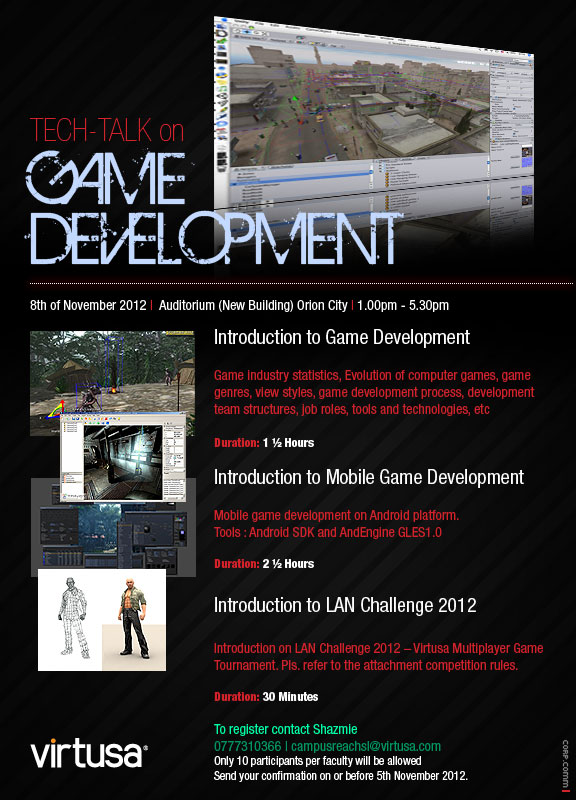 TECH-TALK on
GAME
DEVELOPMENT
8th of November 2012 | Auditorium (New Building) Orion City | 1.00pm - 5.30pm
Introduction to Game Development
Game industry statistics, Evolution of computer games, game
genres, view styles, game development process, development
team structures, job roles, tools and technologies, etc
Duration: 1 ½ Hours
Introduction to Mobile Game Development
Mobile game development on Android platform.
Tools : Android SDK and AndEngine GLES1.0
Duration: 2 ½ Hours
Introduction to LAN Challenge 2012
Introduction on LAN Challenge 2012 – Virtusa Multiplayer Game
Tournament. Pls. refer to the attachment competition rules.
Duration: 30 Minutes
To register contact Shazmie
0777310366 | campusreachsl@virtusa.com
Only 10 participants per faculty will be allowed
Send your confirmation on or before 5th November 2012.
virtusa®
CORP.comm